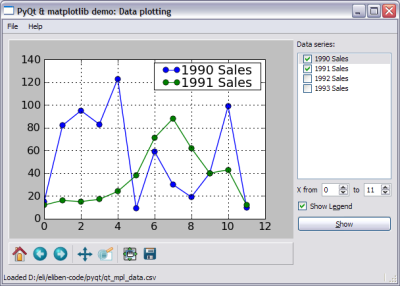 PyQt & matplotlib demo: Data plotting
File Help
Data series:
1990 Sales
1991 Sales
1992 Sales
1993 Sales
140
120
100
80
60
40
20
0
0 2 4 6 8 10 12
1990 Sales
1991 Sales
X from 0 to 11
Show Legend
Show
Loaded D:/eli/eliben-code/pyqt/qt_mpl_data.csv